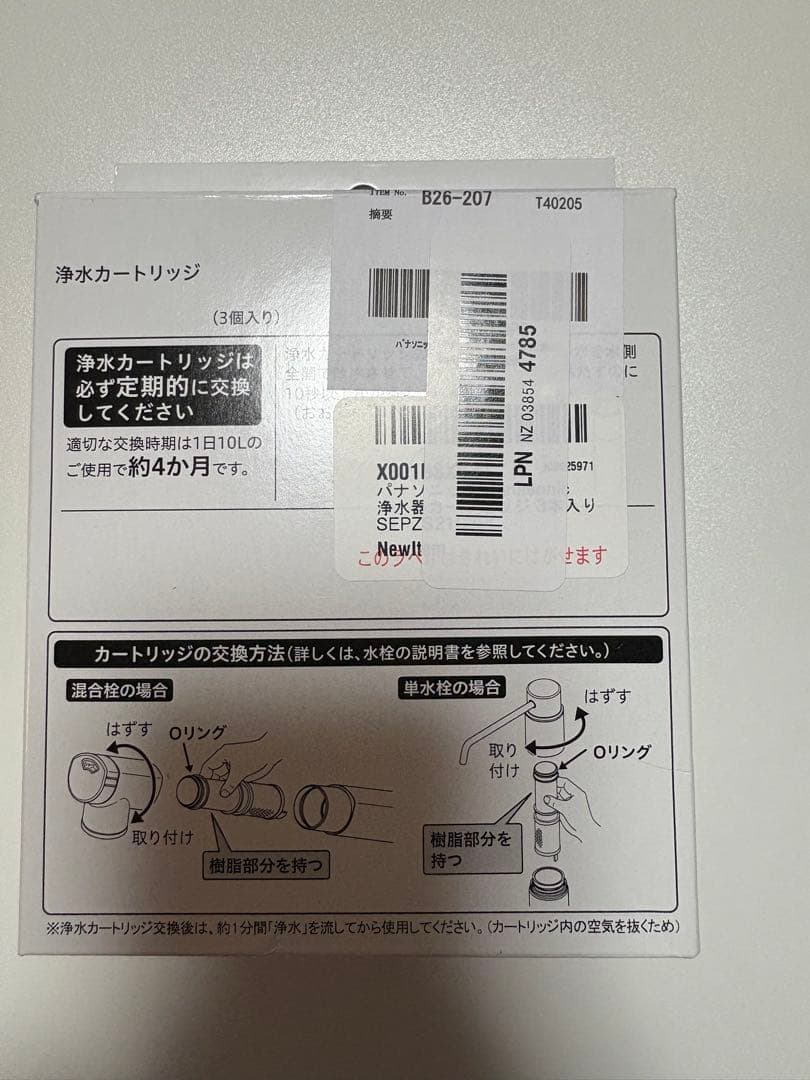 ITEM No. B26-207 T40205
摘要
浄水カートリッジ
(3個入り)
浄水カートリッジは
必ず定期的に交換
してください
適切な交換時期は1日10Lの
ご使用で約4か月です。
浄水
全開
10秒
(お
側
に
パナソニッ
LPN NZ 03854 4785
X001
25971
パナソ
浄水器 入り
SEPZ
NewIt
このラベ せます
カートリッジの交換方法(詳しくは、水栓の説明書を参照してください。)
混合栓の場合
はずす
Oリング
取り付け
樹脂部分を持つ
単水栓の場合
はずす
取り
付け
Oリング
樹脂部分を
持つ
※浄水カートリッジ交換後は、約1分間「浄水」を流してから使用してください。(カートリッジ内の空気を抜くため)